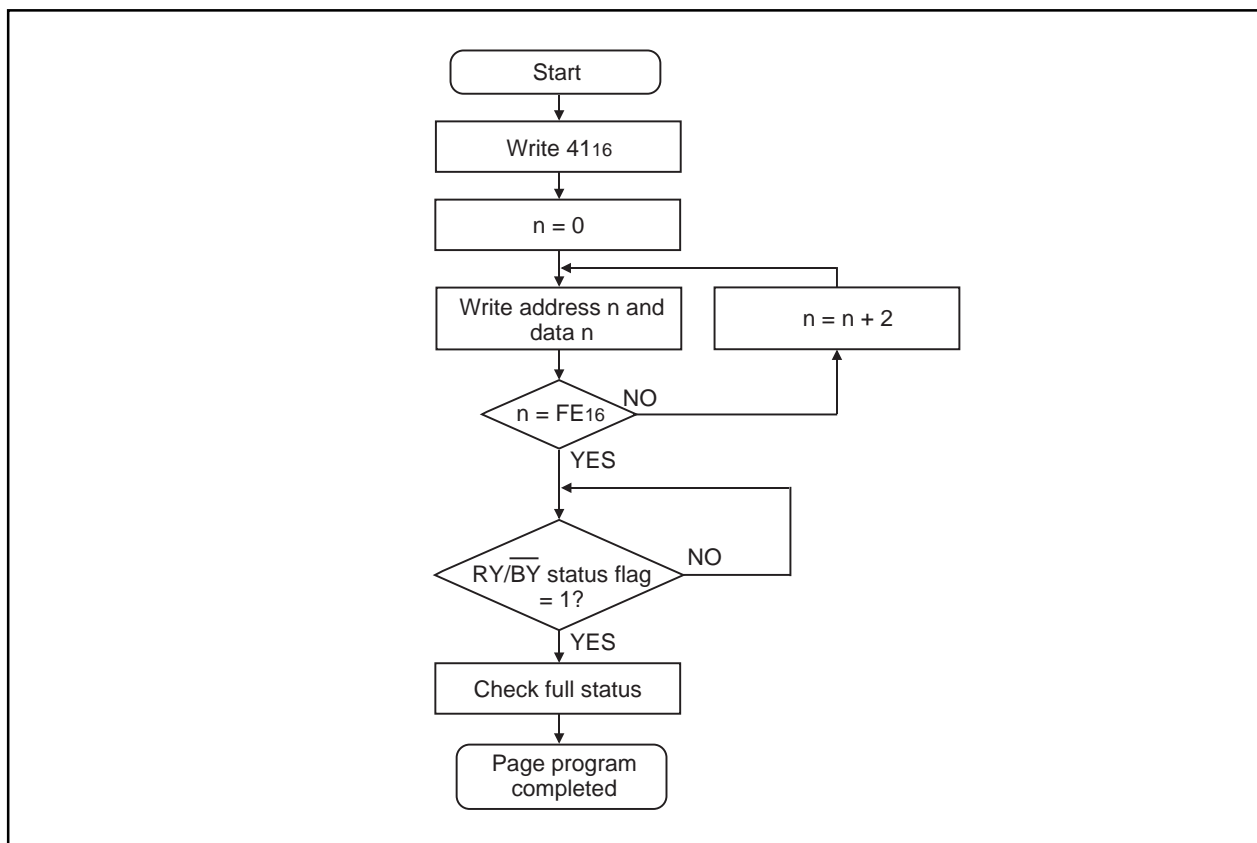 Start
Write 4116
n = 0
Write address n and
data n
n = n + 2
n = FE16
NO
YES
RY/B̅Y̅ status flag
= 1?
NO
YES
Check full status
Page program
completed